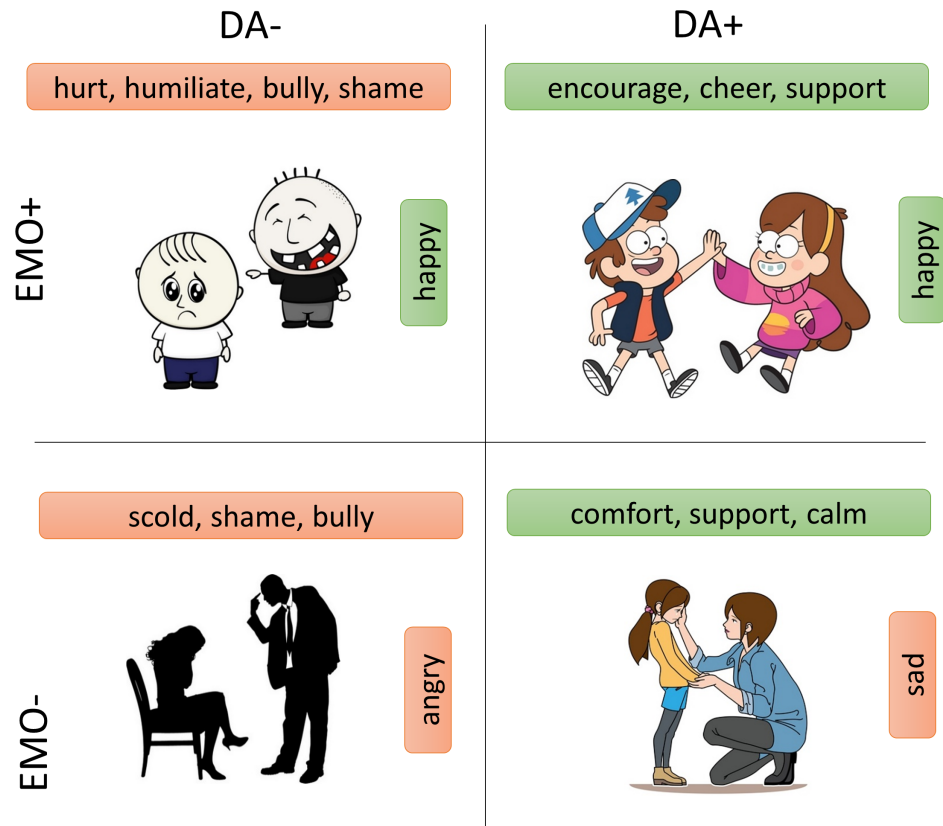 DA-
DA+
hurt, humiliate, bully, shame
encourage, cheer, support
EMO+
happy
happy
scold, shame, bully
comfort, support, calm
EMO-
angry
sad